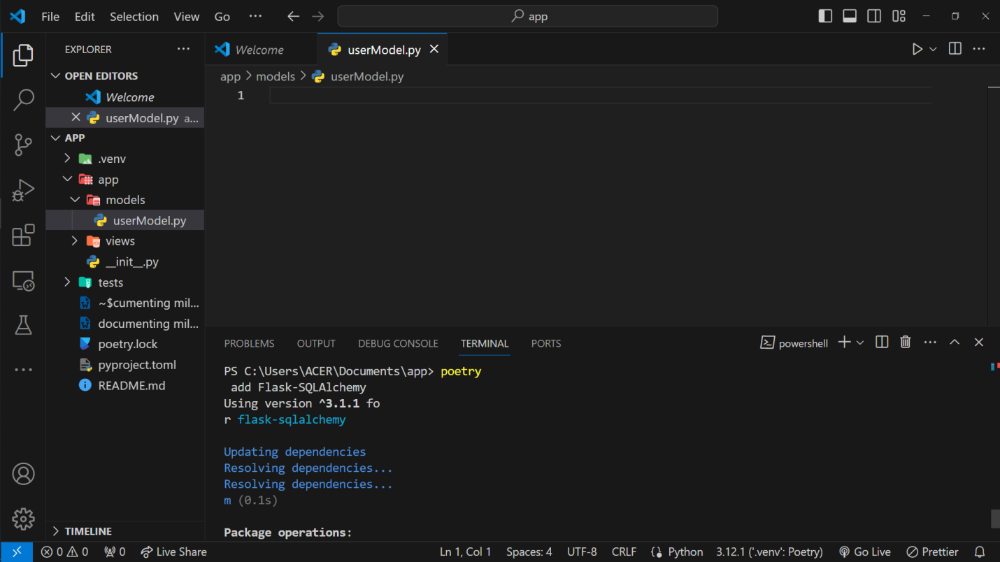 File Edit Selection View Go ··· app
EXPLORER ···
OPEN EDITORS
Welcome
userModel.py a...
APP
.venv
app
models
userModel.py
views
__init__.py
tests
~$cumenting mil...
documenting mil...
poetry.lock
pyproject.toml
README.md
TIMELINE
Welcome userModel.py
app > models > userModel.py
1
PROBLEMS OUTPUT DEBUG CONSOLE TERMINAL PORTS powershell
PS C:\Users\ACER\Documents\app> poetry
add Flask-SQLAlchemy
Using version ^3.1.1 fo
r flask-sqlalchemy
Updating dependencies
Resolving dependencies...
Resolving dependencies...
m (0.1s)
Package operations:
0 0 0 Live Share Ln 1, Col 1 Spaces: 4 UTF-8 CRLF Python 3.12.1 ('.venv': Poetry) Go Live Prettier